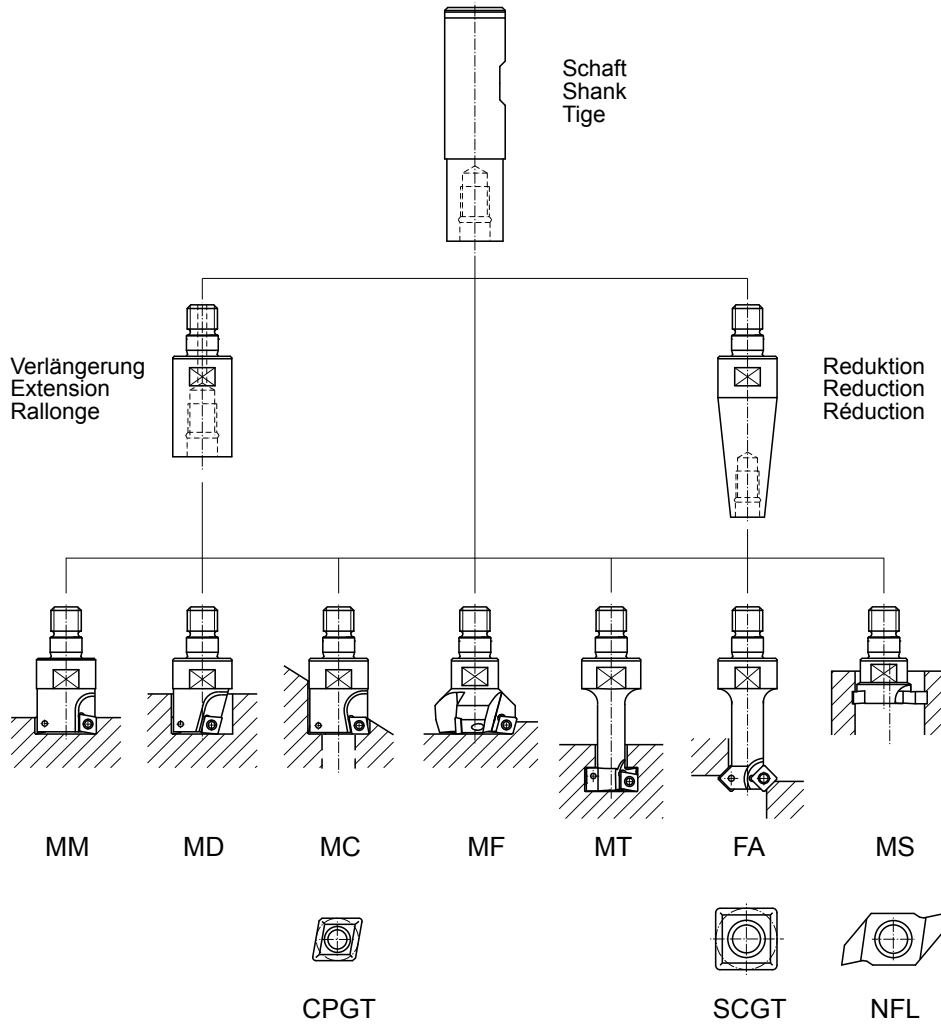 Schaft
Shank
Tige
Verlängerung
Extension
Rallonge
Reduktion
Reduction
Réduction
MM
MD
MC
MF
MT
FA
MS
CPGT
SCGT
NFL